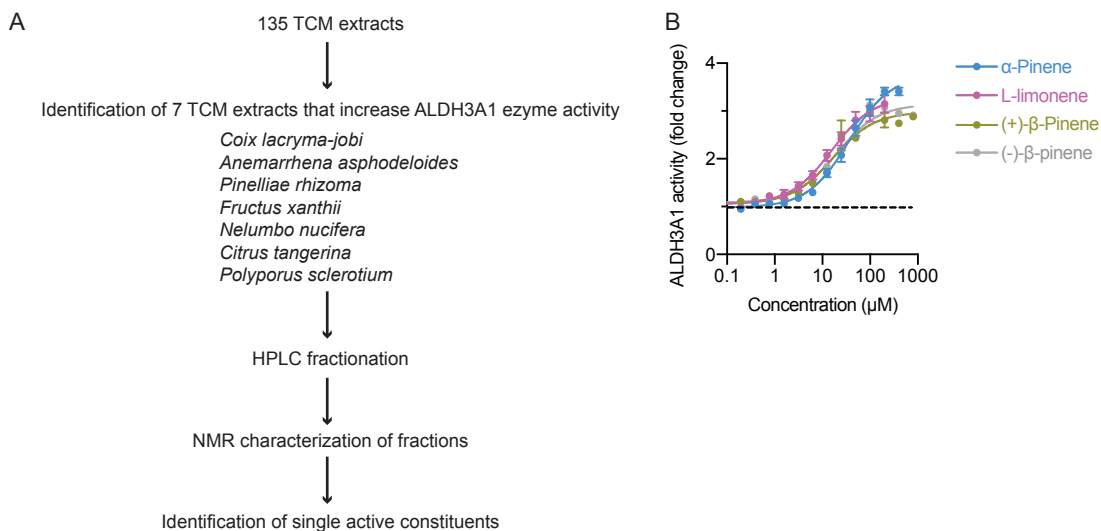 A
135 TCM extracts
Identification of 7 TCM extracts that increase ALDH3A1 ezyme activity
Coix lacryma-jobi
Anemarrhena asphodeloides
Pinelliae rhizoma
Fructus xanthii
Nelumbo nucifera
Citrus tangerina
Polyporus sclerotium
HPLC fractionation
NMR characterization of fractions
Identification of single active constituents
B
ALDH3A1 activity (fold change)
4
2
0
0.1 1 10 100 1000
Concentration (µM)
α-Pinene
L-limonene
(+)-β-Pinene
(-)-β-pinene